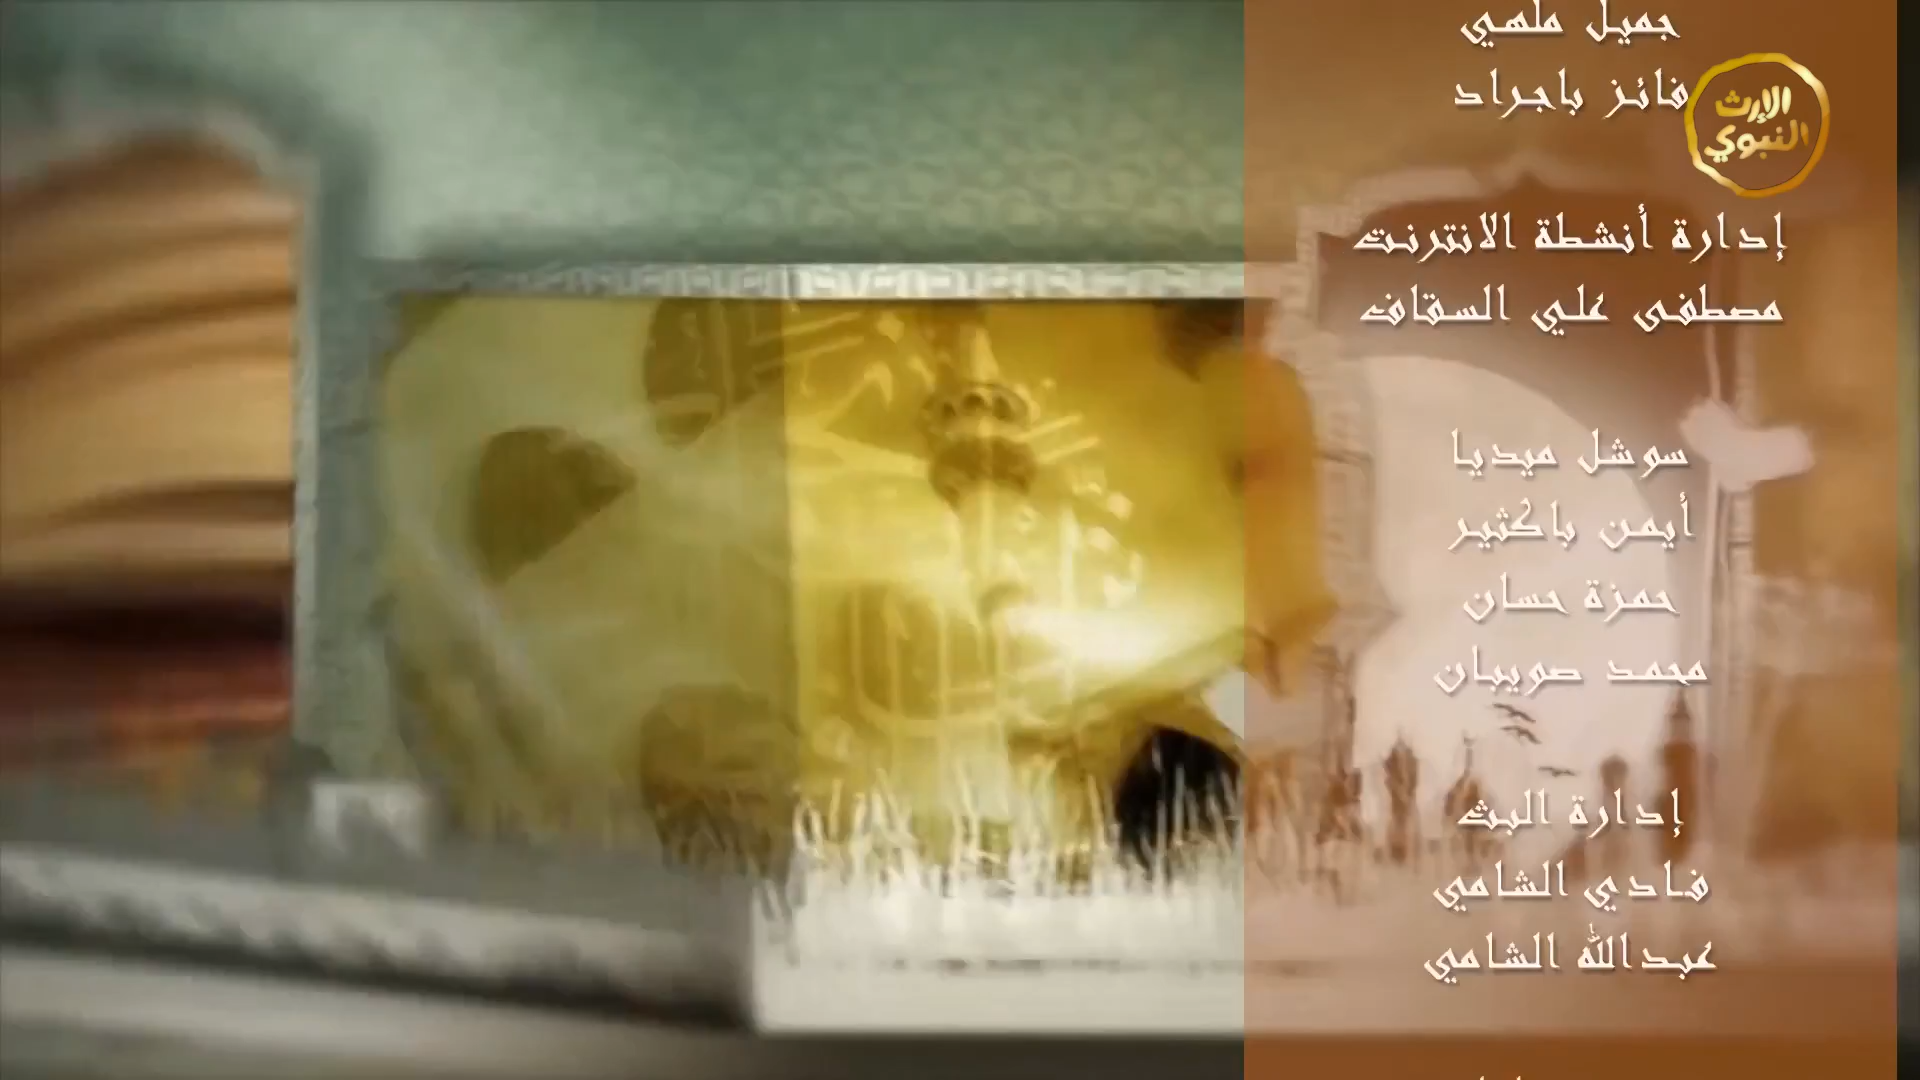 جميل ملهي
فائز باجراد
الإرث
النبوي
إدارة أنشطة الانترنت
مصطفى علي السقاف
سوشل ميديا
أيمن باكثير
حمزة حسان
محمد صويبان
إدارة البث
فادي الشامي
عبدالله الشامي